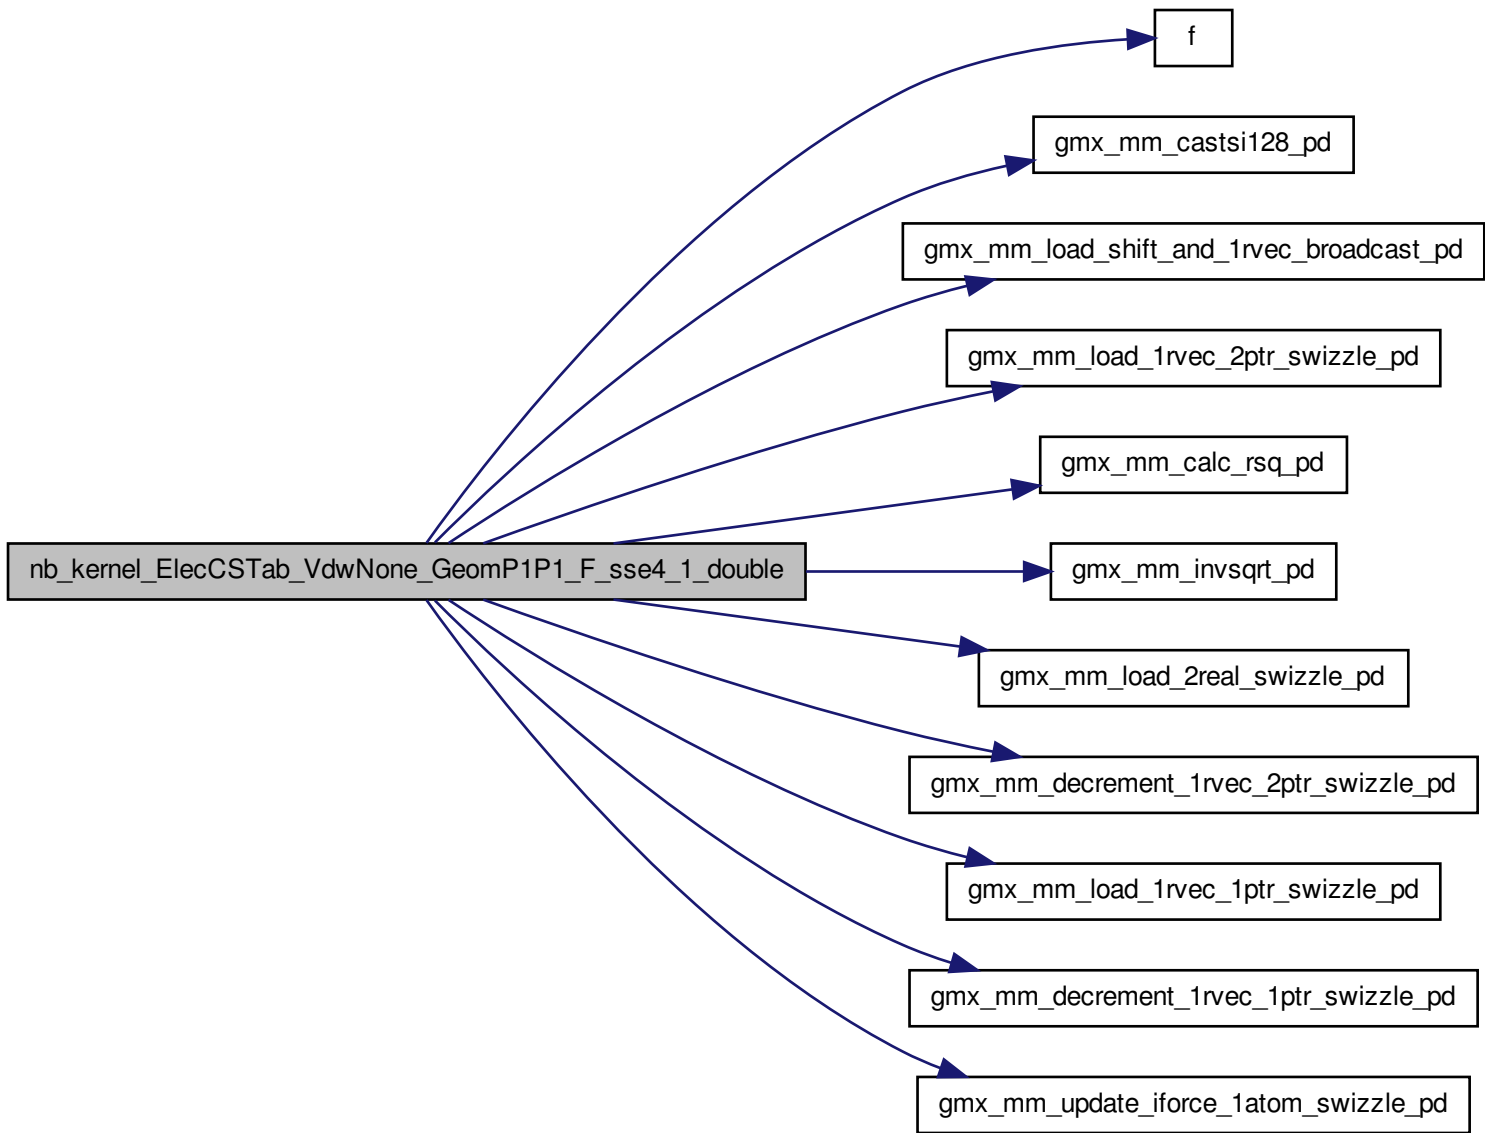 f
gmx_mm_castsi128_pd
gmx_mm_load_shift_and_1rvec_broadcast_pd
gmx_mm_load_1rvec_2ptr_swizzle_pd
gmx_mm_calc_rsq_pd
nb_kernel_ElecCSTab_VdwNone_GeomP1P1_F_sse4_1_double
gmx_mm_invsqrt_pd
gmx_mm_load_2real_swizzle_pd
gmx_mm_decrement_1rvec_2ptr_swizzle_pd
gmx_mm_load_1rvec_1ptr_swizzle_pd
gmx_mm_decrement_1rvec_1ptr_swizzle_pd
gmx_mm_update_iforce_1atom_swizzle_pd